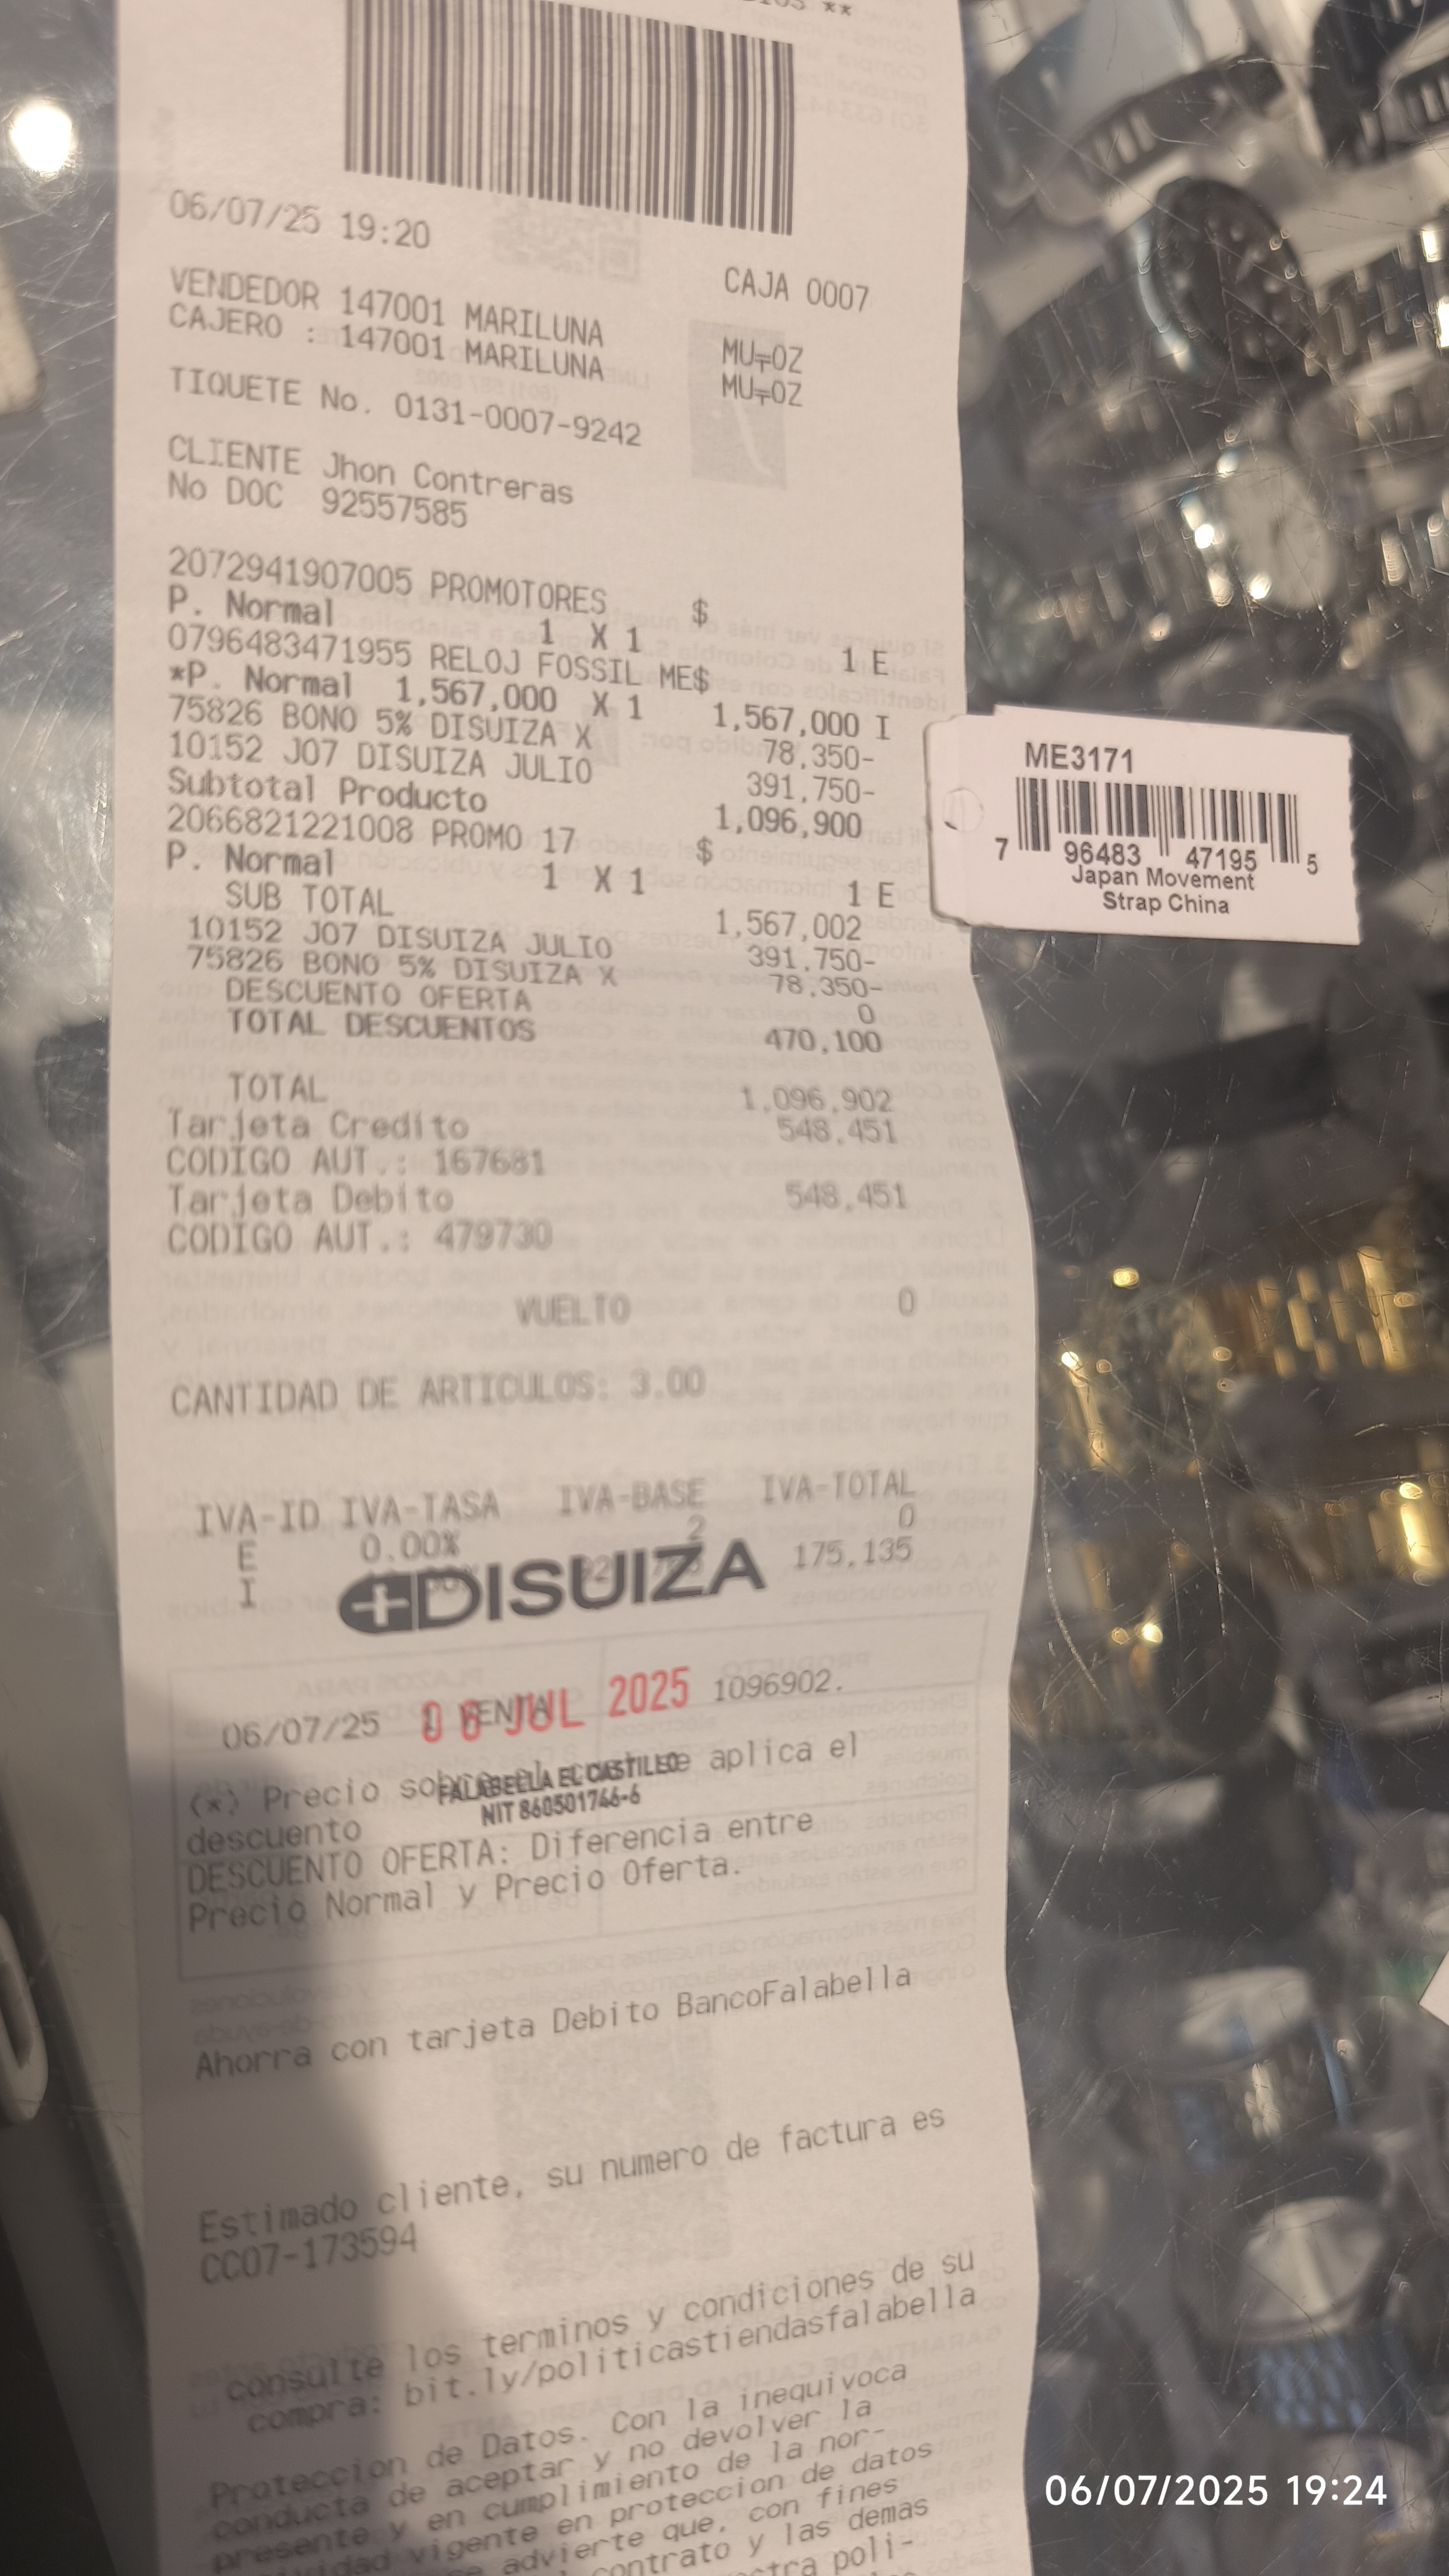 **
06/07/25 19:20
CAJA 0007
VENDEDOR 147001 MARILUNA MU╤OZ
CAJERO : 147001 MARILUNA MU╤OZ
TIQUETE No. 0131-0007-9242
CLIENTE Jhon Contreras
No DOC 92557585
2072941907005 PROMOTORES $
P. Normal 1 X 1 1 E
0796483471955 RELOJ FOSSIL ME$
*P. Normal 1,567,000 X 1 1,567,000 I
75826 BONO 5% DISUIZA X 78,350-
10152 J07 DISUIZA JULIO 391,750-
Subtotal Producto 1,096,900
2066821221008 PROMO 17 $
P. Normal 1 X 1 1 E
SUB TOTAL 1,567,002
10152 J07 DISUIZA JULIO 391,750-
75826 BONO 5% DISUIZA X 78,350-
DESCUENTO OFERTA 0
TOTAL DESCUENTOS 470,100
TOTAL 1,096,902
Tarjeta Credito 548,451
CODIGO AUT.: 167681
Tarjeta Debito 548,451
CODIGO AUT.: 479730
VUELTO 0
CANTIDAD DE ARTICULOS: 3.00
IVA-ID IVA-TASA IVA-BASE IVA-TOTAL
E 0.00% 2 0
I 175,135
DISUIZA
06/07/25 VENTA 1096902.
06 JUL 2025
(*) Precio sobre el aplica el
FALABELLA EL CASTILLO
NIT 860501766-6
descuento
DESCUENTO OFERTA: Diferencia entre
Precio Normal y Precio Oferta.
Ahorra con tarjeta Debito BancoFalabella
Estimado cliente, su numero de factura es
CC07-173594
consulte los terminos y condiciones de su
compra: bit.ly/politicastiendasfalabella
Proteccion de Datos. Con la inequivoca
conducta de aceptar y no devolver la
presente y en cumplimiento de la nor-
vigente en proteccion de datos
advierte que, con fines
contrato y las demas
poli-
ME3171
7 96483 47195 5
Japan Movement
Strap China
06/07/2025 19:24